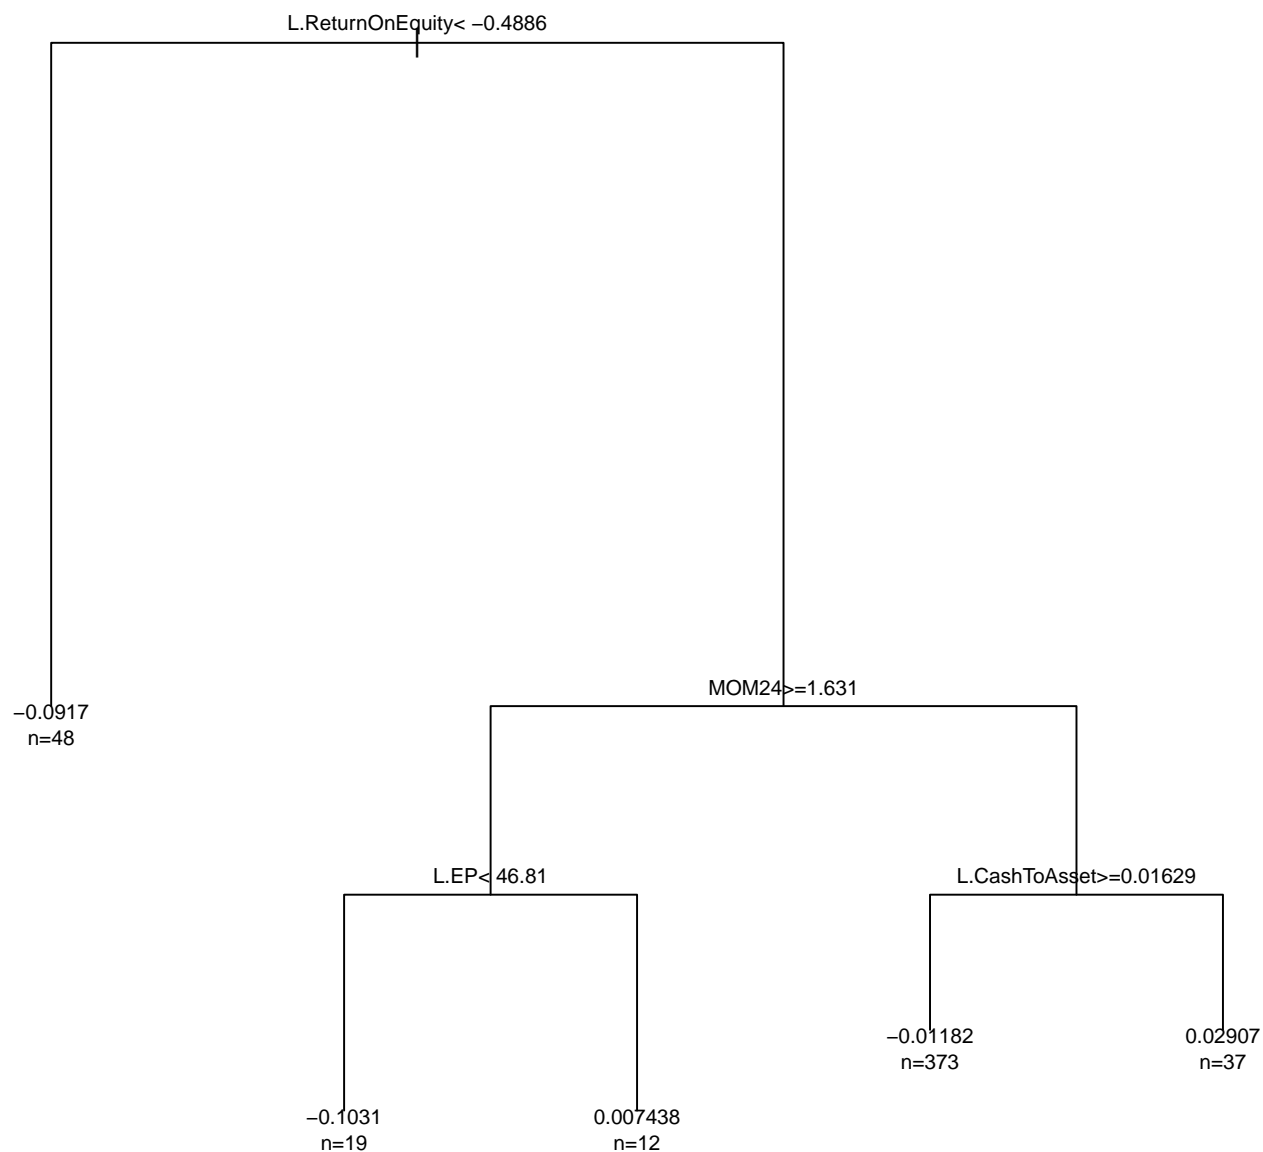 L.ReturnOnEquity< −0.4886
MOM24>=1.631
−0.0917
n=48
L.EP< 46.81
L.CashToAsset>=0.01629
−0.01182
n=373
0.02907
n=37
−0.1031
n=19
0.007438
n=12